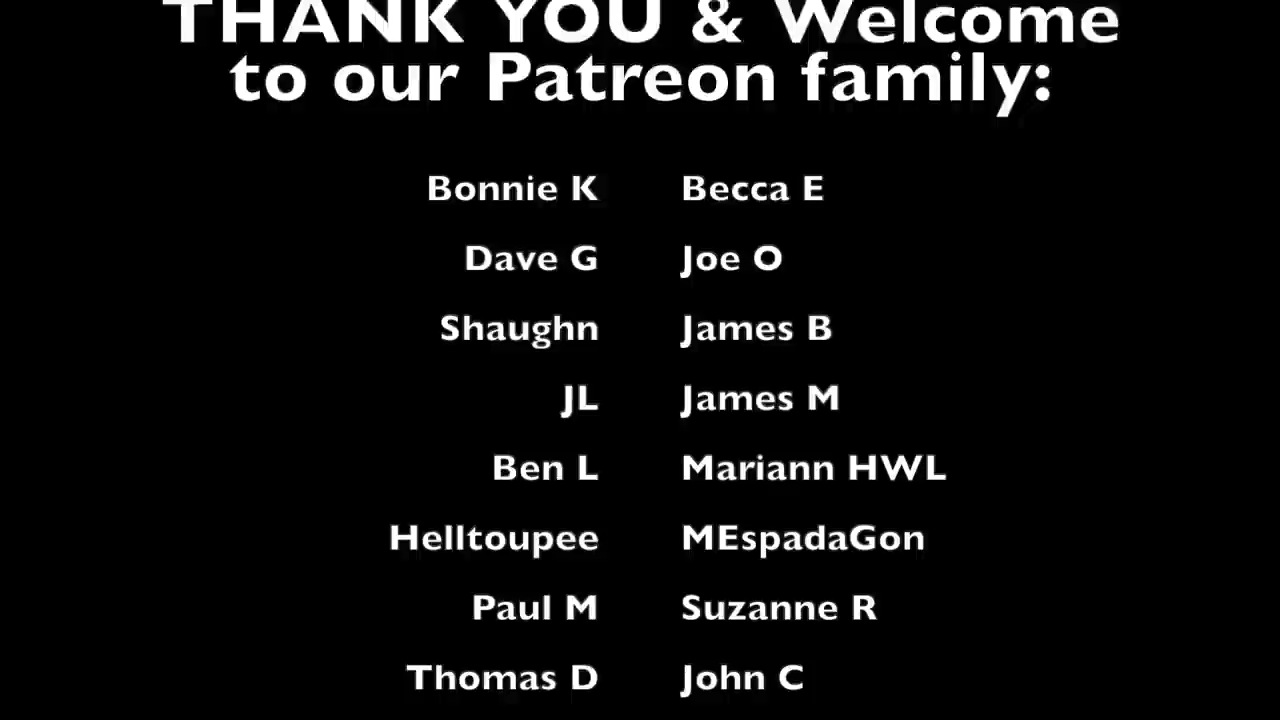 THANK YOU & Welcome
to our Patreon family:
Bonnie K Becca E
Dave G Joe O
Shaughn James B
JL James M
Ben L Mariann HWL
Helltoupee MEspadaGon
Paul M Suzanne R
Thomas D John C